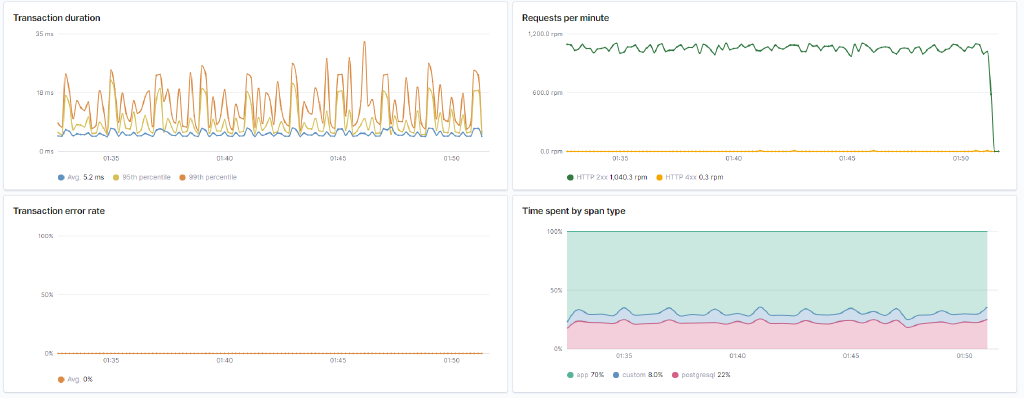 Transaction duration
35 ms
18 ms
0 ms
01:35 01:40 01:45 01:50
Avg. 5.2 ms 95th percentile 99th percentile
Requests per minute
1,200.0 rpm
600.0 rpm
0.0 rpm
01:35 01:40 01:45 01:50
HTTP 2xx 1,040.3 rpm HTTP 4xx 0.3 rpm
Transaction error rate
100%
50%
0%
01:35 01:40 01:45 01:50
Avg. 0%
Time spent by span type
100%
50%
0%
01:35 01:40 01:45 01:50
app 70% custom 8.0% postgresql 22%